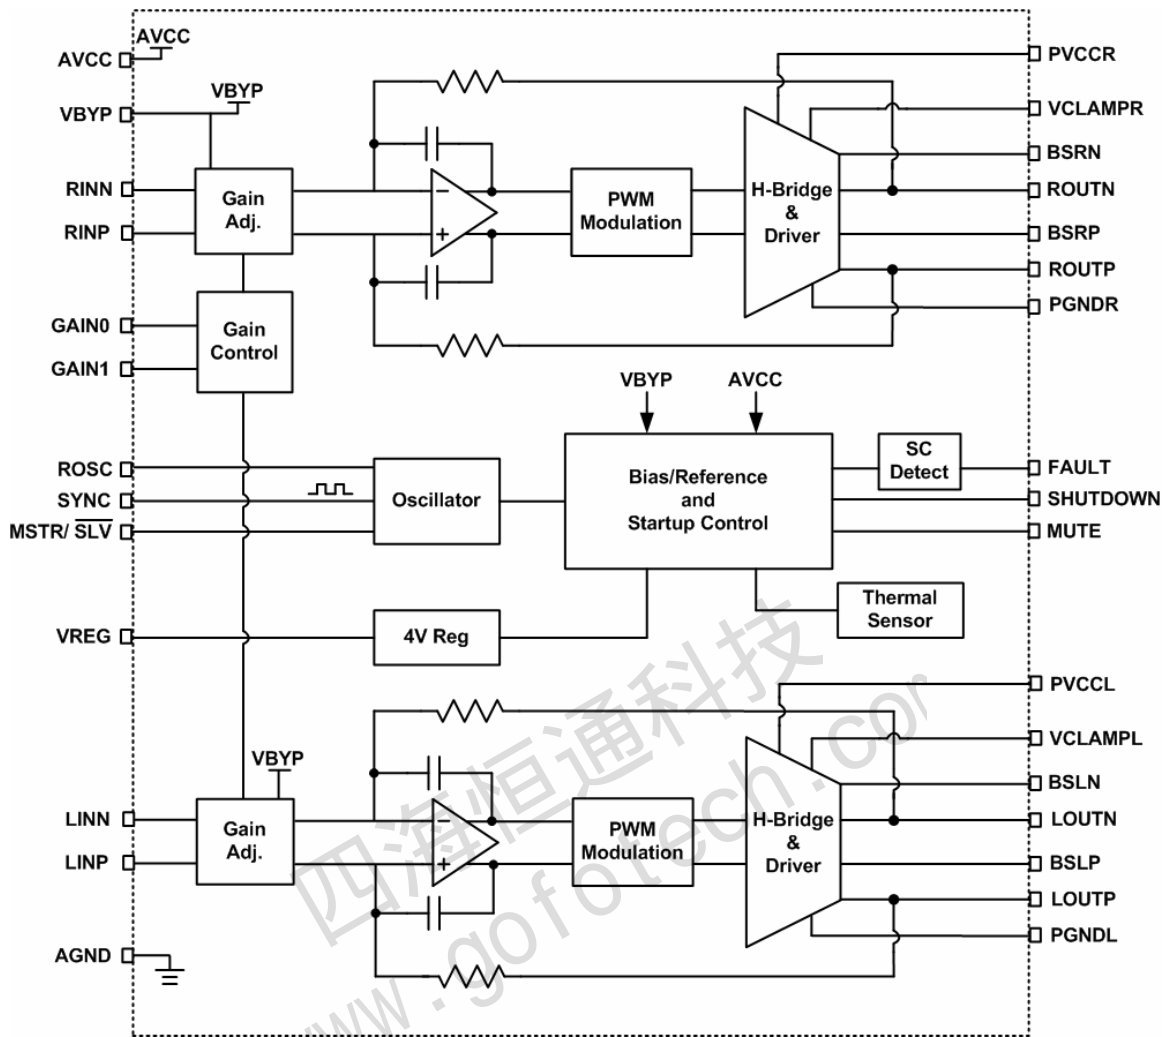 AVCC
AVCC
VBYP
VBYP
RINN
RINP
Gain
Adj.
GAIN0
GAIN1
Gain
Control
PWM
Modulation
H-Bridge
&
Driver
PVCCR
VCLAMPR
BSRN
ROUTN
BSRP
ROUTP
PGNDR
VBYP
AVCC
ROSC
SYNC
MSTR/ SLV
Oscillator
Bias/Reference
and
Startup Control
SC
Detect
FAULT
SHUTDOWN
MUTE
VREG
4V Reg
Thermal
Sensor
VBYP
LINN
LINP
Gain
Adj.
PWM
Modulation
H-Bridge
&
Driver
PVCCL
VCLAMPL
BSLN
LOUTN
BSLP
LOUTP
PGNDL
AGND
四海恒通科技
www.gofotech.com